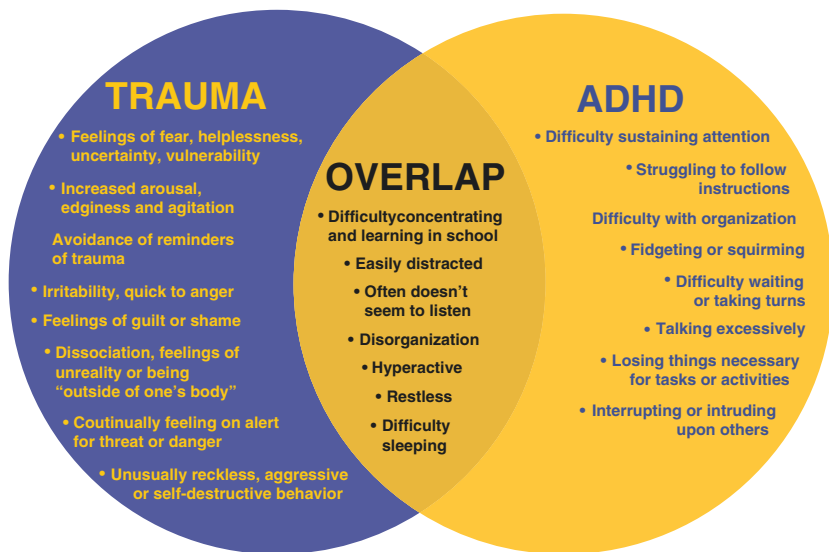 TRAUMA
• Feelings of fear, helplessness,
uncertainty, vulnerability
• Increased arousal,
edginess and agitation
Avoidance of reminders
of trauma
• Irritability, quick to anger
• Feelings of guilt or shame
• Dissociation, feelings of
unreality or being
“outside of one’s body”
• Coutinually feeling on alert
for threat or danger
• Unusually reckless, aggressive
or self-destructive behavior
OVERLAP
• Difficultyconcentrating
and learning in school
• Easily distracted
• Often doesn’t
seem to listen
• Disorganization
• Hyperactive
• Restless
• Difficulty
sleeping
ADHD
• Difficulty sustaining attention
• Struggling to follow
instructions
Difficulty with organization
• Fidgeting or squirming
• Difficulty waiting
or taking turns
• Talking excessively
• Losing things necessary
for tasks or activities
• Interrupting or intruding
upon others